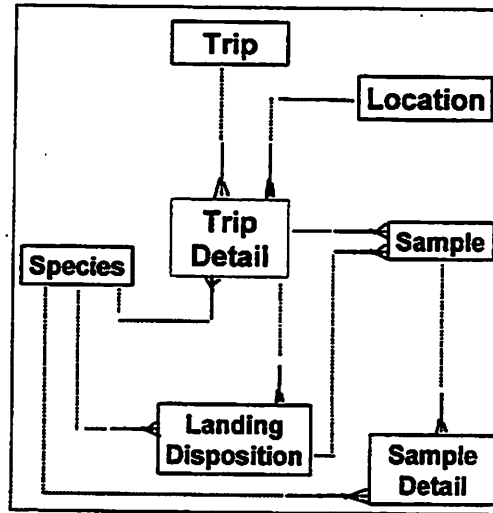 Trip
Location
Trip
Detail
Sample
Species
Landing
Disposition
Sample
Detail